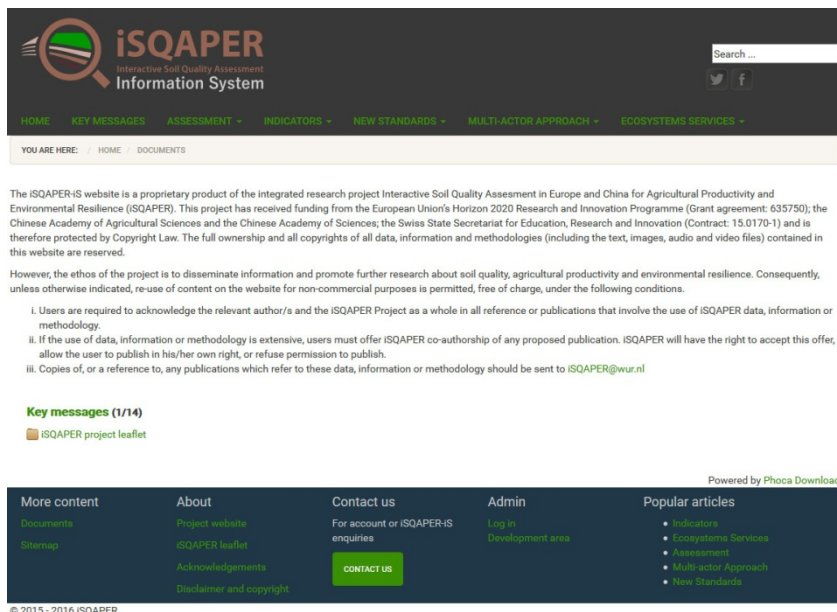 iSQAPER
Interactive Soil Quality Assessment
Information System
Search ...
HOME KEY MESSAGES ASSESSMENT INDICATORS NEW STANDARDS MULTI-ACTOR APPROACH ECOSYSTEMS SERVICES
YOU ARE HERE: / HOME / DOCUMENTS
The iSQAPER-iS website is a proprietary product of the integrated research project Interactive Soil Quality Assesment in Europe and China for Agricultural Productivity and
Environmental Resilience (iSQAPER). This project has received funding from the European Union's Horizon 2020 Research and Innovation Programme (Grant agreement: 635750); the
Chinese Academy of Agricultural Sciences and the Chinese Academy of Sciences; the Swiss State Secretariat for Education, Research and Innovation (Contract: 15.0170-1) and is
therefore protected by Copyright Law. The full ownership and all copyrights of all data, information and methodologies (including the text, images, audio and video files) contained in
this website are reserved.
However, the ethos of the project is to disseminate information and promote further research about soil quality, agricultural productivity and environmental resilience. Consequently,
unless otherwise indicated, re-use of content on the website for non-commercial purposes is permitted, free of charge, under the following conditions.
i. Users are required to acknowledge the relevant author/s and the iSQAPER Project as a whole in all reference or publications that involve the use of iSQAPER data, information or
methodology.
ii. If the use of data, information or methodology is extensive, users must offer iSQAPER co-authorship of any proposed publication. iSQAPER will have the right to accept this offer,
allow the user to publish in his/her own right, or refuse permission to publish.
iii. Copies of, or a reference to, any publications which refer to these data, information or methodology should be sent to iSQAPER@wur.nl
Key messages (1/14)
iSQAPER project leaflet
Powered by Phoca Download
More content
Documents
Sitemap
About
Project website
iSQAPER leaflet
Acknowledgements
Disclaimer and copyright
Contact us
For account or iSQAPER-iS
enquiries
CONTACT US
Admin
Log in
Development area
Popular articles
Indicators
Ecosystems Services
Assessment
Multi-actor Approach
New Standards
© 2015 - 2016 iSQAPER